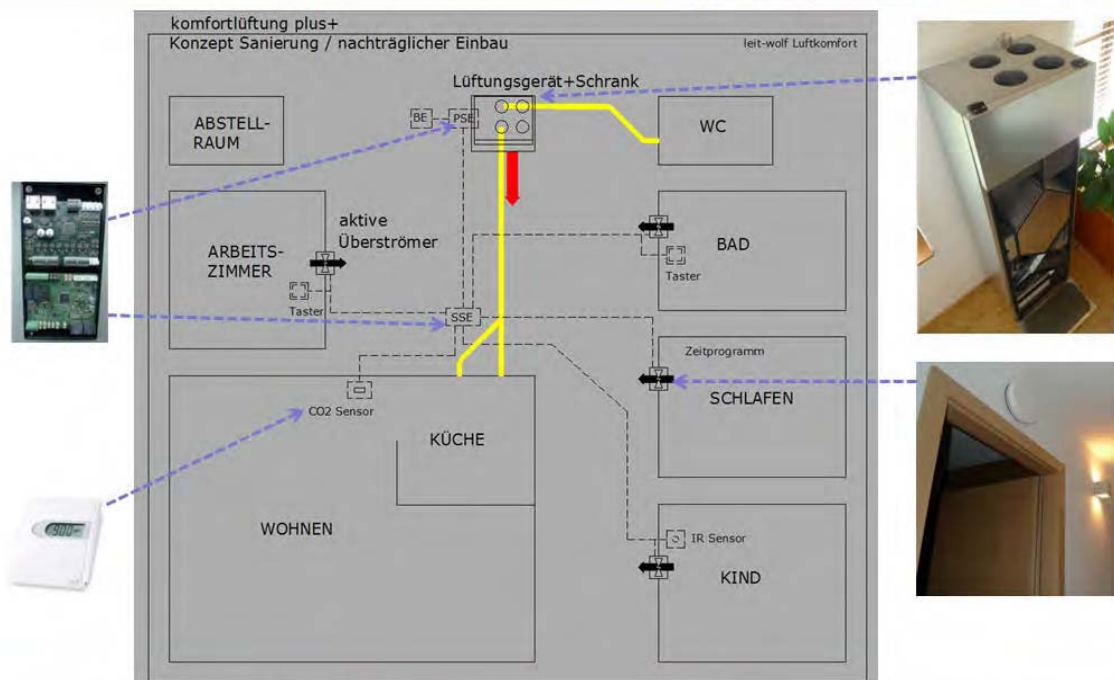 komfortlüftung plus+
Konzept Sanierung / nachträglicher Einbau
leit-wolf Luftkomfort
Lüftungsgerät+Schrank
ABSTELL-
RAUM
BE
PSE
WC
ARBEITS-
ZIMMER
aktive
Überströmer
BAD
Taster
Taster
SSE
Zeitprogramm
SCHLAFEN
CO2 Sensor
KÜCHE
WOHNEN
IR Sensor
KIND